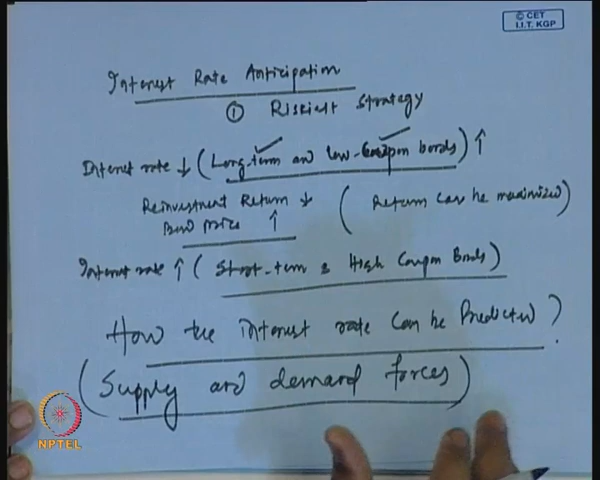 © CET
I.I.T. KGP
Interest Rate Anticipation
① Riskiest Strategy
Interest rate ↓ (Long-term and low-coupon bonds) ↑
Reinvestment Return ↓ (Return can be maximized)
Bond price ↑
Interest rate ↑ (Short-term & High Coupon Bonds)
How the interest rate can be Predicted?
(Supply and demand forces)
NPTEL